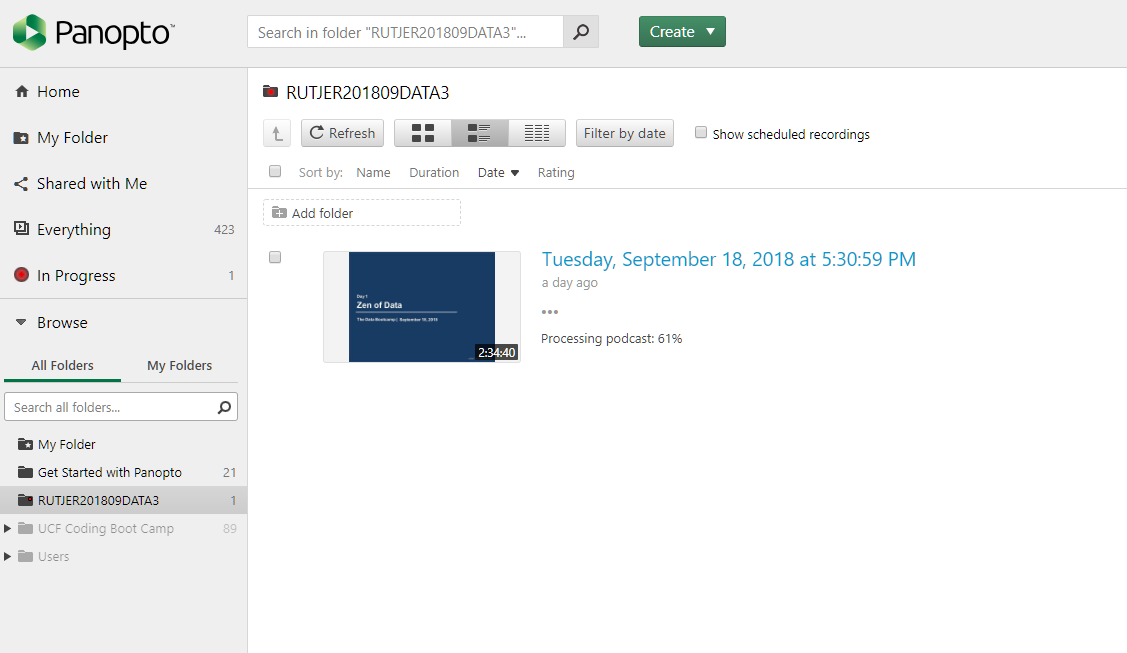 Panopto™
Search in folder "RUTJER201809DATA3"...
Create
Home
My Folder
Shared with Me
Everything 423
In Progress 1
Browse
All Folders My Folders
Search all folders...
My Folder
Get Started with Panopto 21
RUTJER201809DATA3 1
UCF Coding Boot Camp 89
Users
RUTJER201809DATA3
Refresh
Filter by date
Show scheduled recordings
Sort by: Name Duration Date Rating
Add folder
Day 1
Zen of Data
The Data Bootcamp | September 18, 2018
2:34:40
Tuesday, September 18, 2018 at 5:30:59 PM
a day ago
•••
Processing podcast: 61%